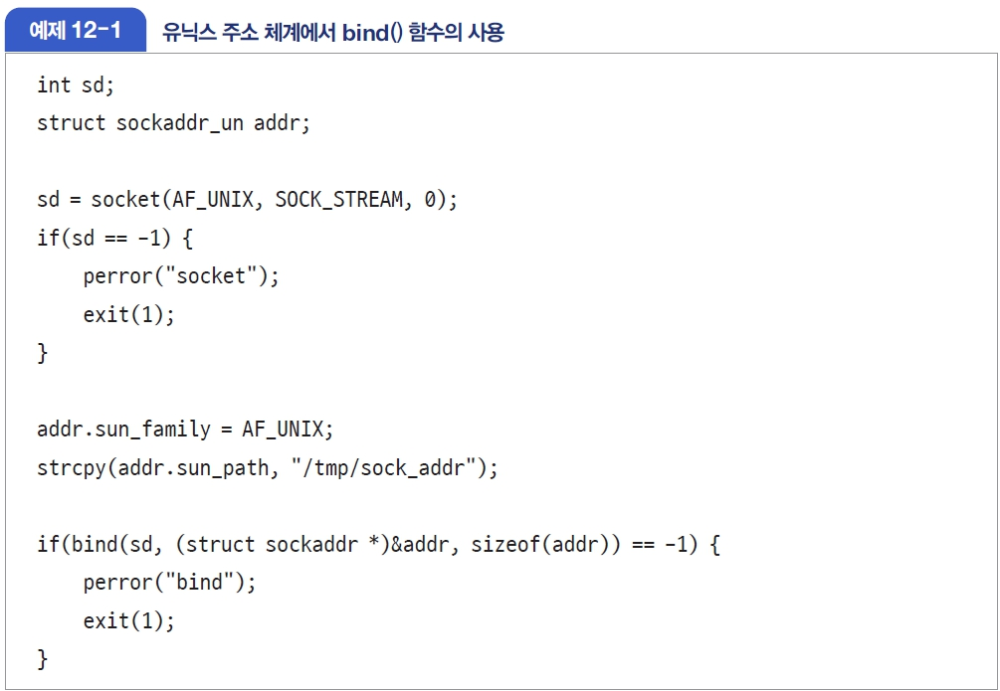 예제 12-1 유닉스 주소 체계에서 bind() 함수의 사용
int sd;
struct sockaddr_un addr;
sd = socket(AF_UNIX, SOCK_STREAM, 0);
if(sd == -1) {
perror("socket");
exit(1);
}
addr.sun_family = AF_UNIX;
strcpy(addr.sun_path, "/tmp/sock_addr");
if(bind(sd, (struct sockaddr *)&addr, sizeof(addr)) == -1) {
perror("bind");
exit(1);
}